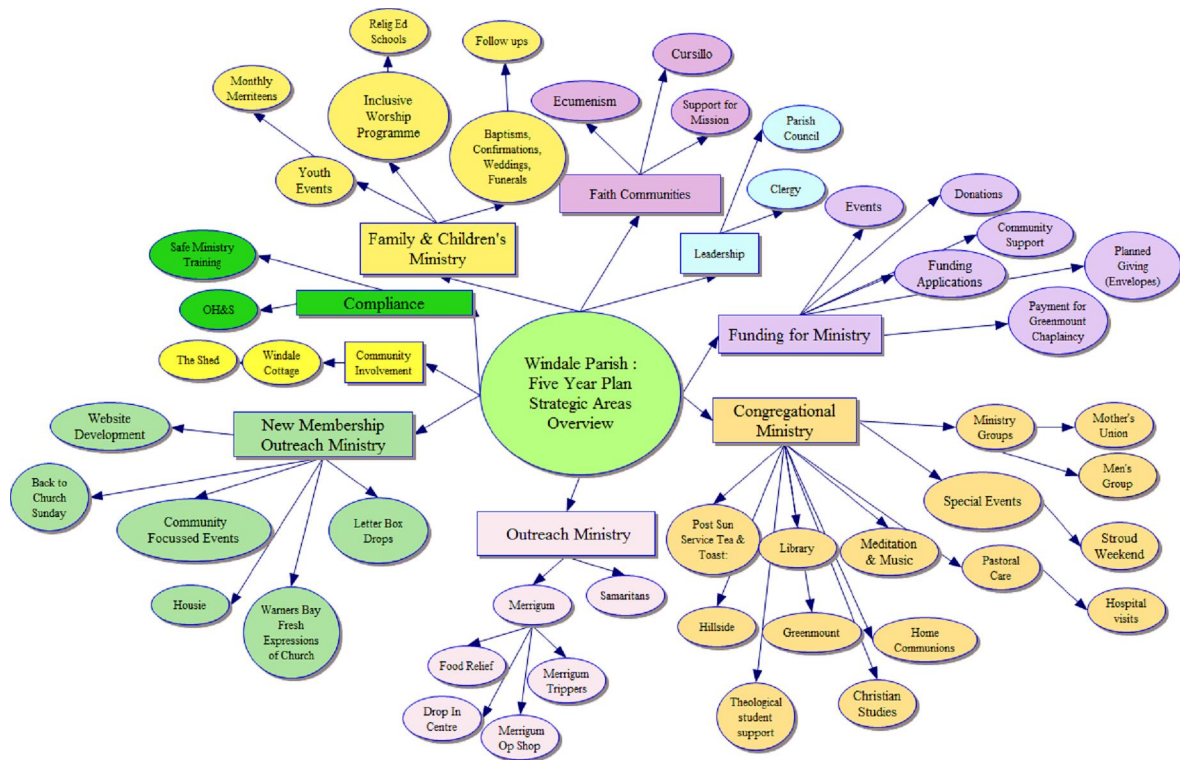 Relig Ed
Schools
Follow ups
Cursillo
Monthly
Merriteens
Inclusive
Worship
Programme
Ecumenism
Support for
Mission
Baptisms,
Confirmations,
Weddings,
Funerals
Parish
Council
Youth
Events
Faith Communities
Clergy
Events
Donations
Family & Children's
Ministry
Leadership
Community
Support
Safe Ministry
Training
Funding
Applications
Planned
Giving
(Envelopes)
Compliance
OH&S
Funding for Ministry
Payment for
Greenmount
Chaplaincy
The Shed
Windale
Cottage
Community
Involvement
Windale Parish :
Five Year Plan
Strategic Areas
Overview
New Membership
Outreach Ministry
Website
Development
Congregational
Ministry
Ministry
Groups
Mother's
Union
Men's
Group
Back to
Church
Sunday
Community
Focussed Events
Letter Box
Drops
Special Events
Outreach Ministry
Post Sun
Service Tea &
Toast:
Library
Meditation
& Music
Stroud
Weekend
Pastoral
Care
Housie
Warners Bay
Fresh
Expressions
of Church
Merrigum
Samaritans
Hillside
Greenmount
Home
Communions
Hospital
visits
Food Relief
Merrigum
Trippers
Drop In
Centre
Merrigum
Op Shop
Theological
student
support
Christian
Studies